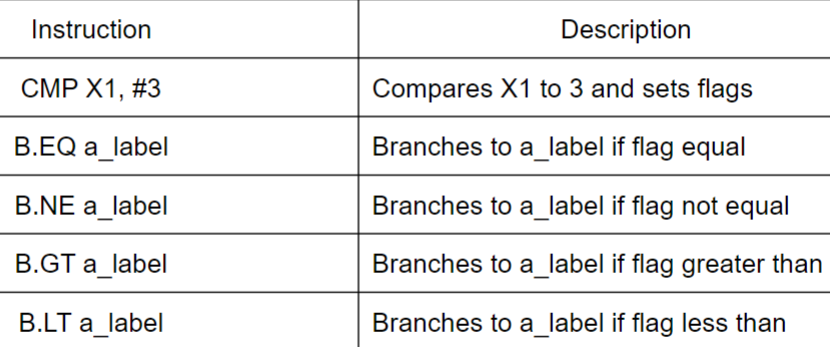 Instruction Description
CMP X1, #3 Compares X1 to 3 and sets flags
B.EQ a_label Branches to a_label if flag equal
B.NE a_label Branches to a_label if flag not equal
B.GT a_label Branches to a_label if flag greater than
B.LT a_label Branches to a_label if flag less than